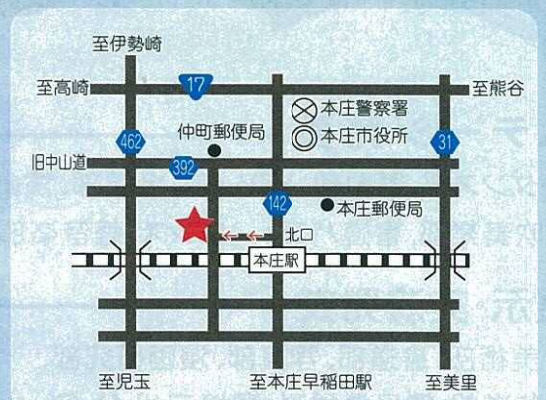 至伊勢崎
至高崎
17
至熊谷
本庄警察署
仲町郵便局
462
本庄市役所
31
旧中山道
392
142
本庄郵便局
北口
本庄駅
至児玉
至本庄早稲田駅
至美里